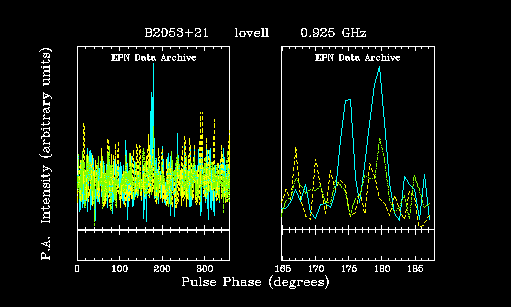 B2053+21 lovell 0.925 GHz
EPN Data Archive EPN Data Archive
P.A. Intensity (arbitrary units)
0 100 200 300 165 170 175 180 185
Pulse Phase (degrees)